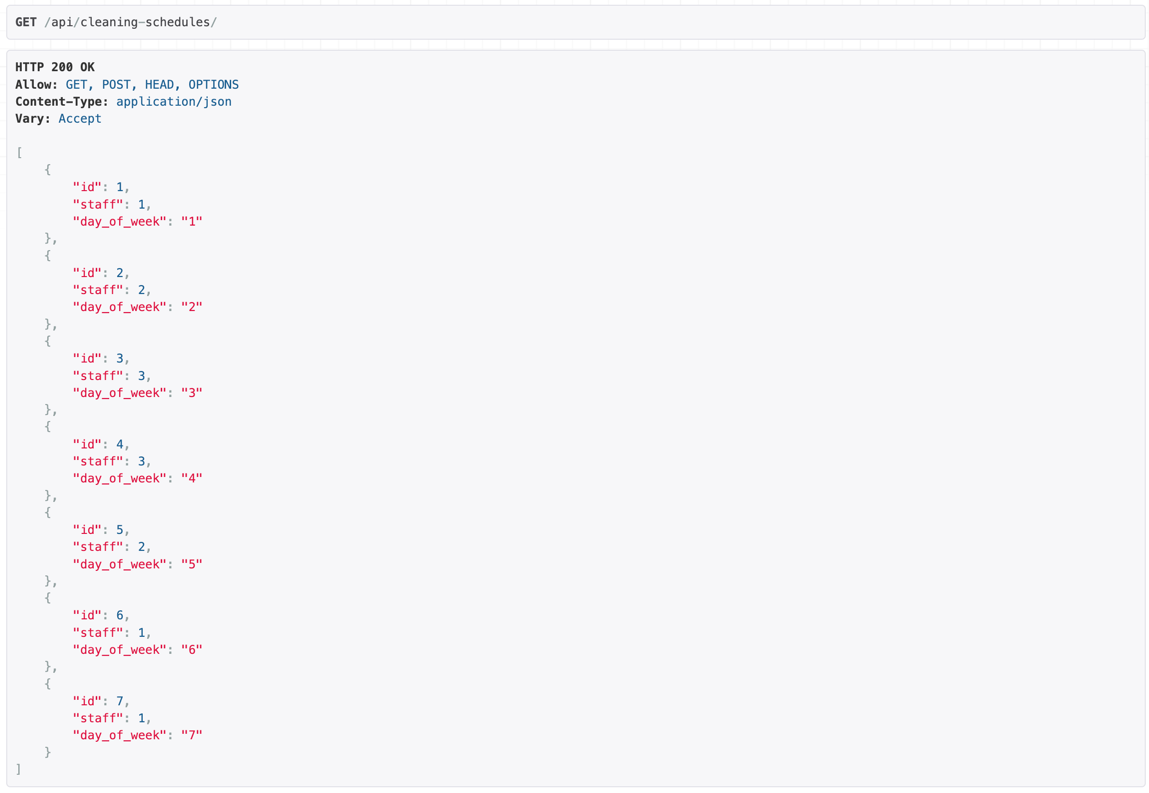 GET /api/cleaning-schedules/
HTTP 200 OK
Allow: GET, POST, HEAD, OPTIONS
Content-Type: application/json
Vary: Accept
[
    {
        "id": 1,
        "staff": 1,
        "day_of_week": "1"
    },
    {
        "id": 2,
        "staff": 2,
        "day_of_week": "2"
    },
    {
        "id": 3,
        "staff": 3,
        "day_of_week": "3"
    },
    {
        "id": 4,
        "staff": 3,
        "day_of_week": "4"
    },
    {
        "id": 5,
        "staff": 2,
        "day_of_week": "5"
    },
    {
        "id": 6,
        "staff": 1,
        "day_of_week": "6"
    },
    {
        "id": 7,
        "staff": 1,
        "day_of_week": "7"
    }
]